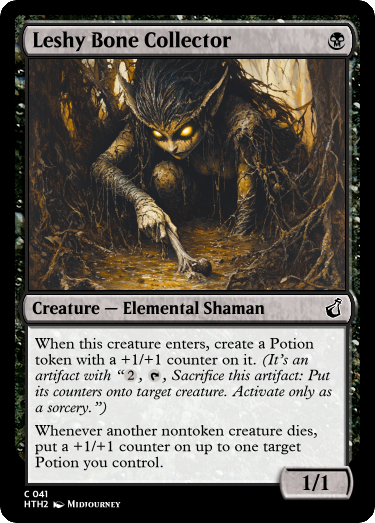 Leshy Bone Collector
Creature — Elemental Shaman
When this creature enters, create a Potion
token with a +1/+1 counter on it. (It's an
artifact with “2, T, Sacrifice this artifact: Put
its counters onto target creature. Activate only as
a sorcery.”)
Whenever another nontoken creature dies,
put a +1/+1 counter on up to one target
Potion you control.
1/1
C 041
HTH2 Midjourney